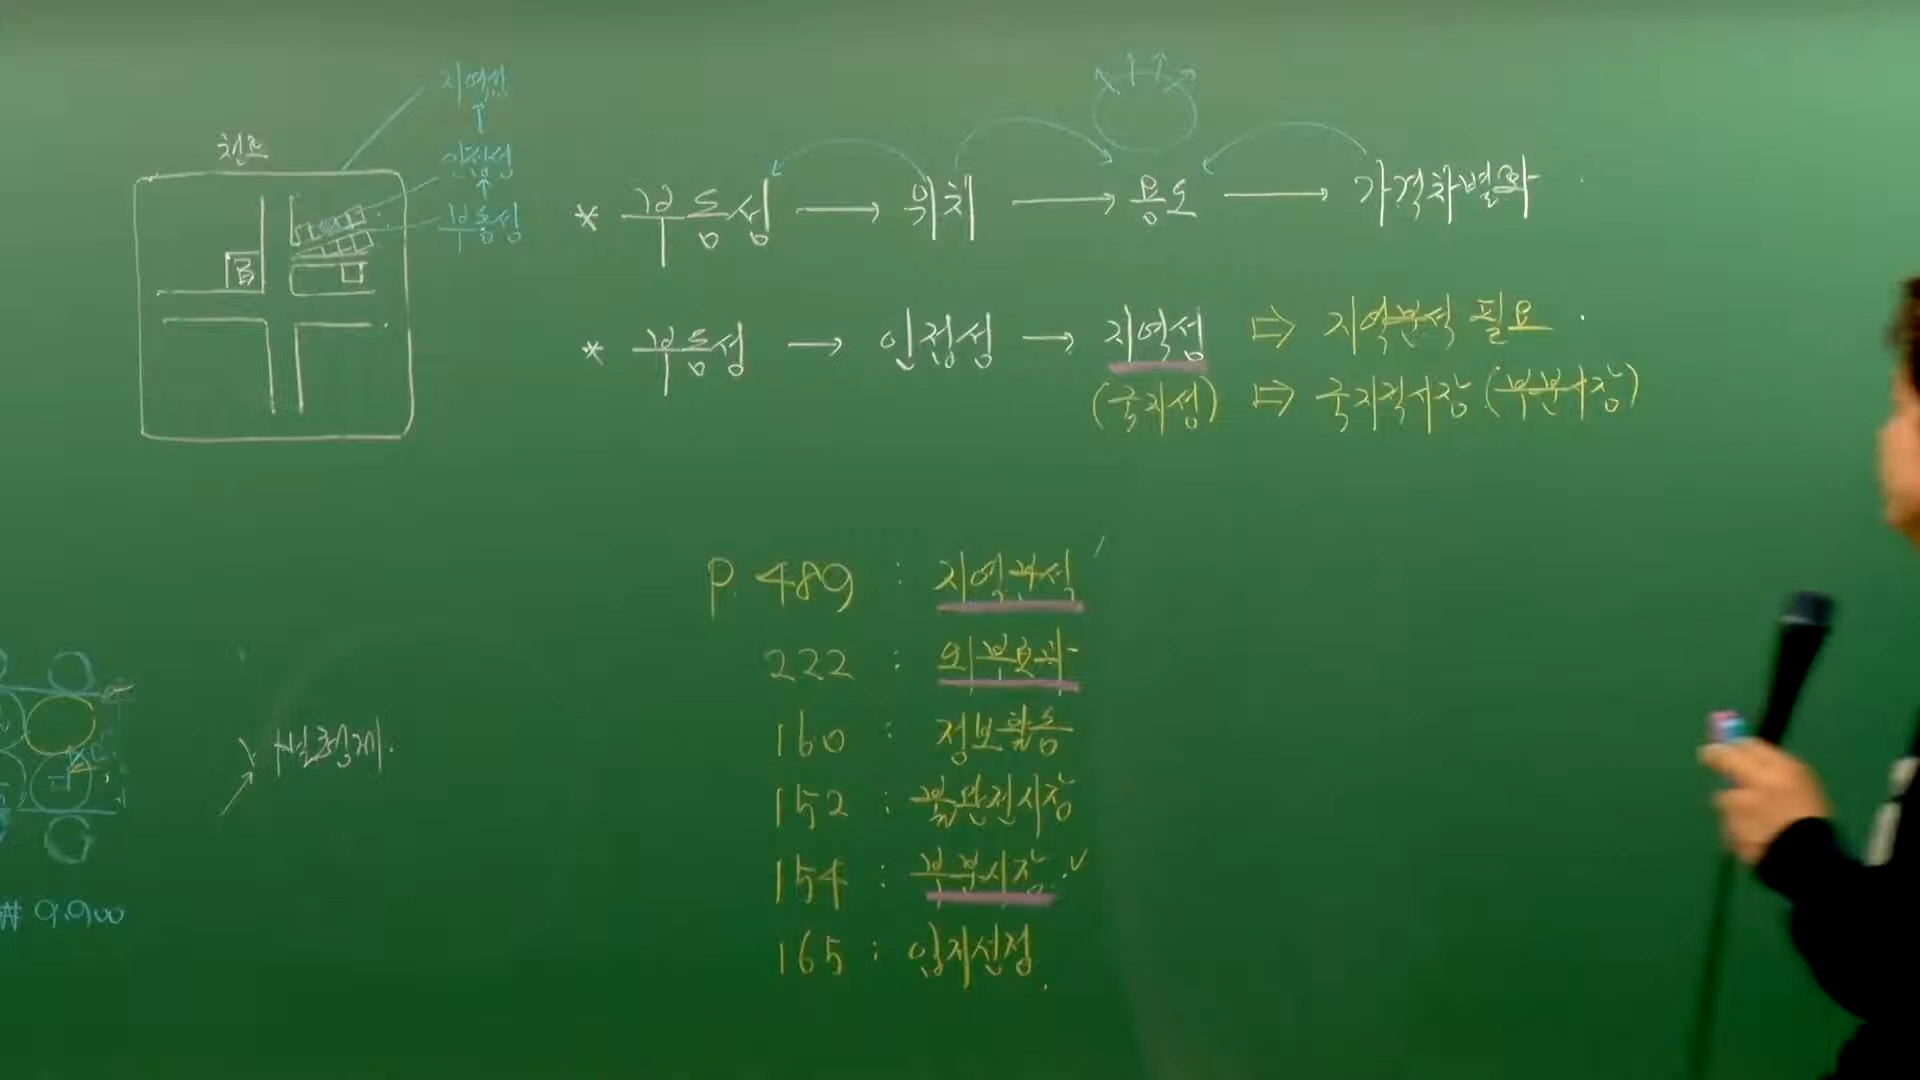 지역성
↑
인접성
↑
부동성
* 부동성 → 위치 → 용도 → 가격차별화
* 부동성 → 인접성 → 지역성 ⇨ 지역분석 필요
(국지성) ⇨ 국지적시장 (부분시장)
P. 489 : 지역분석
222 : 외부효과
160 : 정보활동
152 : 불완전시장
154 : 부분시장 ✓
165 : 입지선정
₩ 9.900